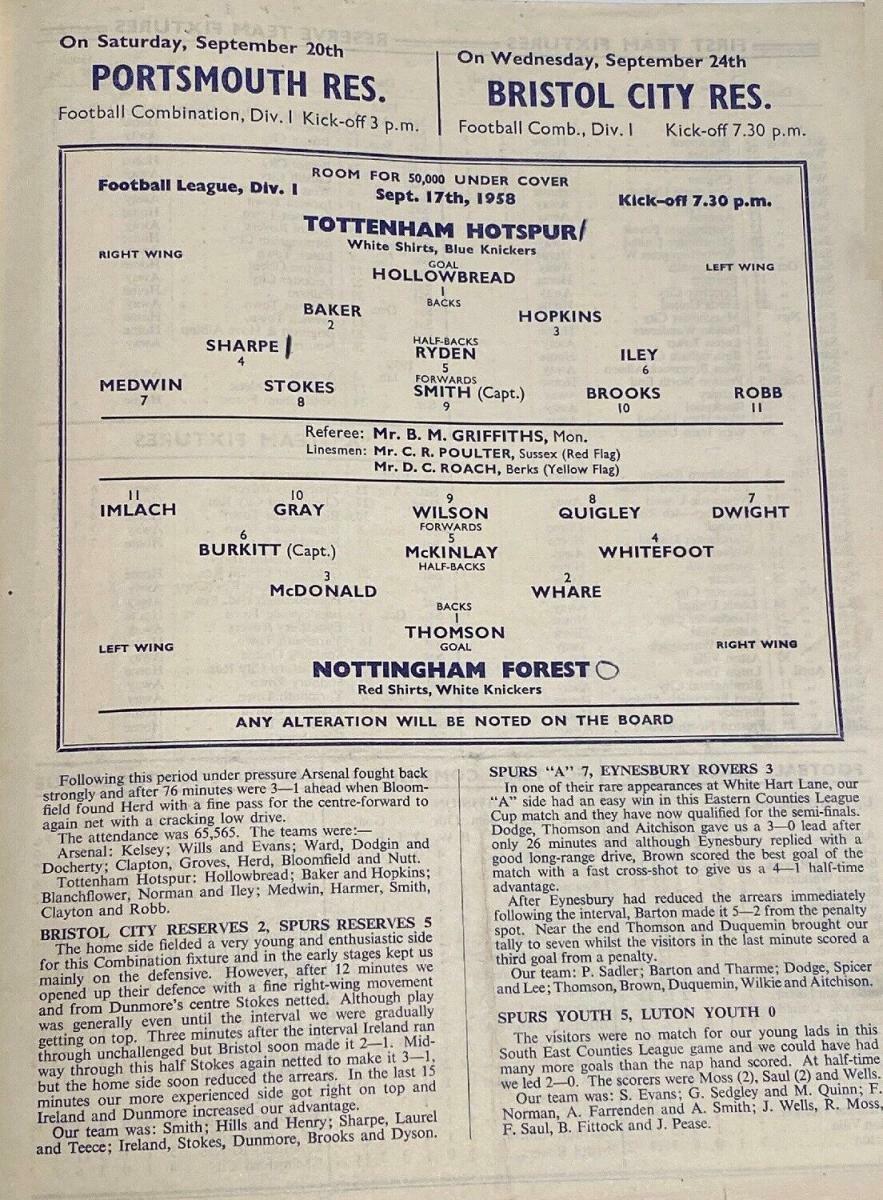 On Saturday, September 20th
PORTSMOUTH RES.
Football Combination, Div. I Kick-off 3 p.m.
On Wednesday, September 24th
BRISTOL CITY RES.
Football Comb., Div. I Kick-off 7.30 p.m.
ROOM FOR 50,000 UNDER COVER
Football League, Div. I Sept. 17th, 1958 Kick-off 7.30 p.m.
TOTTENHAM HOTSPUR /
White Shirts, Blue Knickers
RIGHT WING GOAL LEFT WING
HOLLOWBREAD
1
BACKS
BAKER HOPKINS
2 3
HALF-BACKS
SHARPE | RYDEN ILEY
4 5 6
FORWARDS
MEDWIN STOKES SMITH (Capt.) BROOKS ROBB
7 8 9 10 11
Referee: Mr. B. M. GRIFFITHS, Mon.
Linesmen: Mr. C. R. POULTER, Sussex (Red Flag)
Mr. D. C. ROACH, Berks (Yellow Flag)
11 10 9 8 7
IMLACH GRAY WILSON QUIGLEY DWIGHT
FORWARDS
6 5 4
BURKITT (Capt.) McKINLAY WHITEFOOT
HALF-BACKS
3 2
McDONALD WHARE
BACKS
1
THOMSON
LEFT WING GOAL RIGHT WING
NOTTINGHAM FOREST O
Red Shirts, White Knickers
ANY ALTERATION WILL BE NOTED ON THE BOARD
Following this period under pressure Arsenal fought back
strongly and after 76 minutes were 3—1 ahead when Bloom-
field found Herd with a fine pass for the centre-forward to
again net with a cracking low drive.
The attendance was 65,565. The teams were:—
Arsenal: Kelsey; Wills and Evans; Ward, Dodgin and
Docherty; Clapton, Groves, Herd, Bloomfield and Nutt.
Tottenham Hotspur: Hollowbread; Baker and Hopkins;
Blanchflower, Norman and Iley; Medwin, Harmer, Smith,
Clayton and Robb.
BRISTOL CITY RESERVES 2, SPURS RESERVES 5
The home side fielded a very young and enthusiastic side
for this Combination fixture and in the early stages kept us
mainly on the defensive. However, after 12 minutes we
opened up their defence with a fine right-wing movement
and from Dunmore's centre Stokes netted. Although play
was generally even until the interval we were gradually
getting on top. Three minutes after the interval Ireland ran
through unchallenged but Bristol soon made it 2—1. Mid-
way through this half Stokes again netted to make it 3—1,
but the home side soon reduced the arrears. In the last 15
minutes our more experienced side got right on top and
Ireland and Dunmore increased our advantage.
Our team was: Smith; Hills and Henry; Sharpe, Laurel
and Teece; Ireland, Stokes, Dunmore, Brooks and Dyson.
SPURS "A" 7, EYNESBURY ROVERS 3
In one of their rare appearances at White Hart Lane, our
"A" side had an easy win in this Eastern Counties League
Cup match and they have now qualified for the semi-finals.
Dodge, Thomson and Aitchison gave us a 3—0 lead after
only 26 minutes and although Eynesbury replied with a
good long-range drive, Brown scored the best goal of the
match with a fast cross-shot to give us a 4—1 half-time
advantage.
After Eynesbury had reduced the arrears immediately
following the interval, Barton made it 5—2 from the penalty
spot. Near the end Thomson and Duquemin brought our
tally to seven whilst the visitors in the last minute scored a
third goal from a penalty.
Our team: P. Sadler; Barton and Tharme; Dodge, Spicer
and Lee; Thomson, Brown, Duquemin, Wilkie and Aitchison.
SPURS YOUTH 5, LUTON YOUTH 0
The visitors were no match for our young lads in this
South East Counties League game and we could have had
many more goals than the nap hand scored. At half-time
we led 2—0. The scorers were Moss (2), Saul (2) and Wells.
Our team was: S. Evans; G. Sedgley and M. Quinn; F.
Norman, A. Farrenden and A. Smith; J. Wells, R. Moss,
F. Saul, B. Fittock and J. Pease.